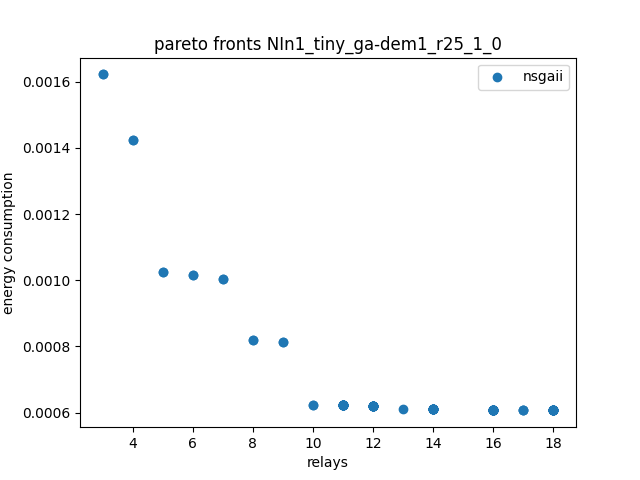 pareto fronts NIn1_tiny_ga-dem1_r25_1_0
nsgaii
0.0016
0.0014
0.0012
0.0010
0.0008
0.0006
energy consumption
4 6 8 10 12 14 16 18
relays